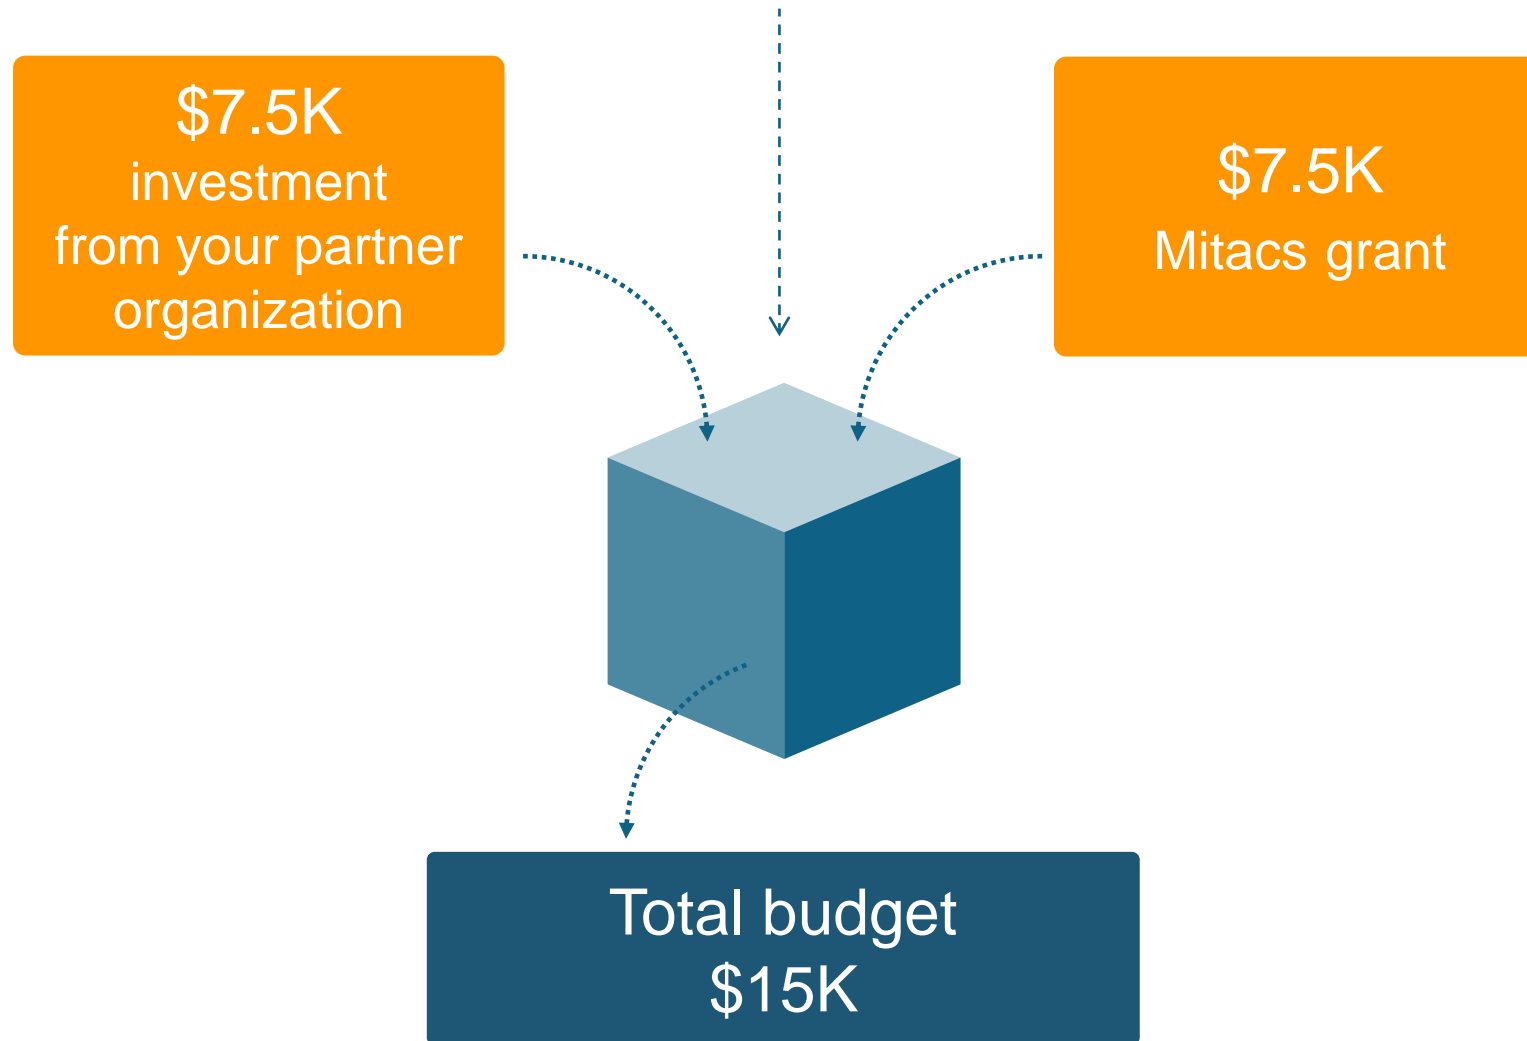 $7.5K
investment
from your partner
organization
$7.5K
Mitacs grant
Total budget
$15K